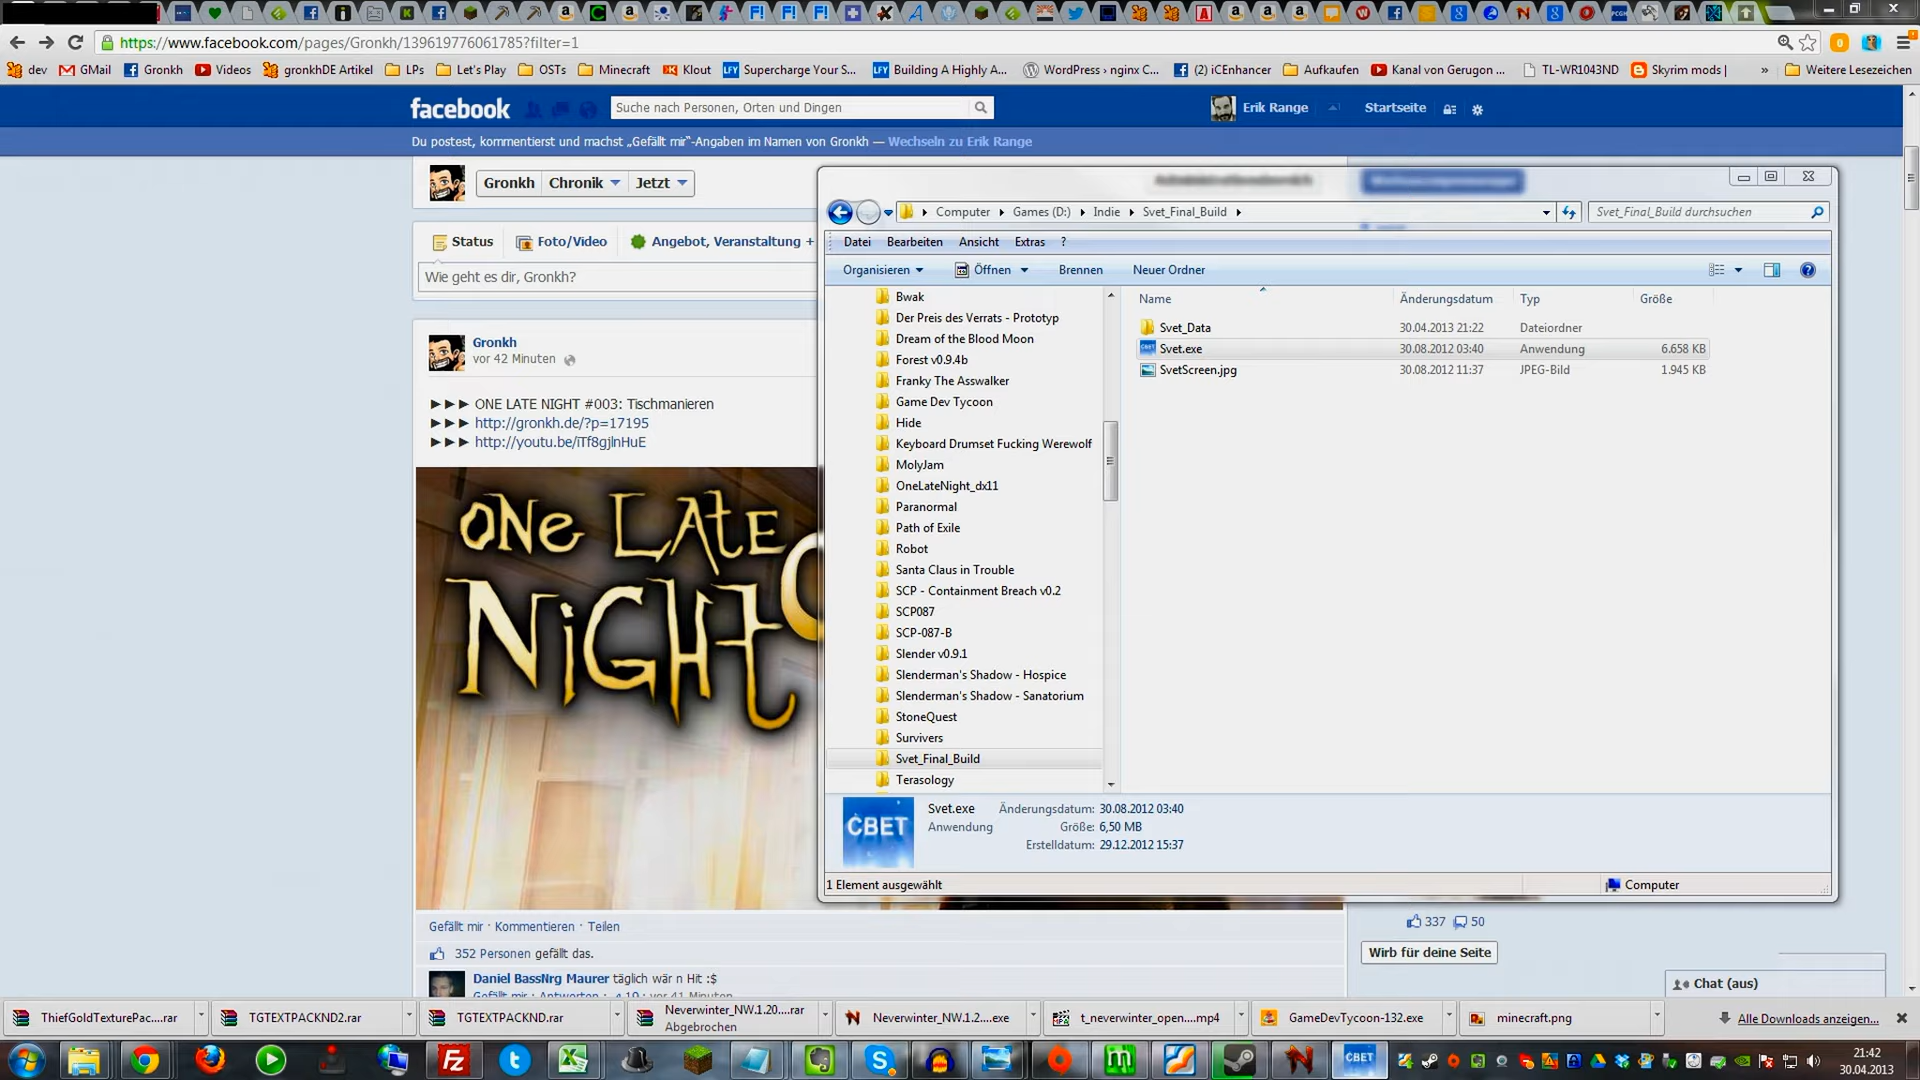 https://www.facebook.com/pages/Gronkh/139619776061785?filter=1
dev GMail Gronkh Videos gronkhDE Artikel LPs Let's Play OSTs Minecraft Klout Supercharge Your S... Building A Highly A... WordPress › nginx C... (2) iCEnhancer Aufkaufen Kanal von Gerugon ... TL-WR1043ND Skyrim mods | » Weitere Lesezeichen
facebook Suche nach Personen, Orten und Dingen Erik Range Startseite
Du postest, kommentierst und machst „Gefällt mir“-Angaben im Namen von Gronkh — Wechseln zu Erik Range
Gronkh Chronik Jetzt
Status Foto/Video Angebot, Veranstaltung +
Wie geht es dir, Gronkh?
Gronkh
vor 42 Minuten
►►► ONE LATE NIGHT #003: Tischmanieren
►►► http://gronkh.de/?p=17195
►►► http://youtu.be/iTf8gjlnHuE
ONE LATE
NiGHT
Gefällt mir · Kommentieren · Teilen
352 Personen gefällt das.
Daniel BassNrg Maurer täglich wär n Hit :$
Gefällt mir · Antworten · 19 · vor 41 Minuten
Computer Games (D:) Indie Svet_Final_Build Svet_Final_Build durchsuchen
Datei Bearbeiten Ansicht Extras ?
Organisieren Öffnen Brennen Neuer Ordner
Bwak
Der Preis des Verrats - Prototyp
Dream of the Blood Moon
Forest v0.9.4b
Franky The Asswalker
Game Dev Tycoon
Hide
Keyboard Drumset Fucking Werewolf
MolyJam
OneLateNight_dx11
Paranormal
Path of Exile
Robot
Santa Claus in Trouble
SCP - Containment Breach v0.2
SCP087
SCP-087-B
Slender v0.9.1
Slenderman's Shadow - Hospice
Slenderman's Shadow - Sanatorium
StoneQuest
Survivers
Svet_Final_Build
Terasology
Name Änderungsdatum Typ Größe
Svet_Data 30.04.2013 21:22 Dateiordner
Svet.exe 30.08.2012 03:40 Anwendung 6.658 KB
SvetScreen.jpg 30.08.2012 11:37 JPEG-Bild 1.945 KB
СВЕТ
Svet.exe Änderungsdatum: 30.08.2012 03:40
Anwendung Größe: 6,50 MB
Erstelldatum: 29.12.2012 15:37
1 Element ausgewählt Computer
337 50
Wirb für deine Seite
Chat (aus)
ThiefGoldTexturePac....rar TGTEXTPACKND2.rar TGTEXTPACKND.rar Neverwinter_NW.1.20....rar Neverwinter_NW.1.2....exe t_neverwinter_open....mp4 GameDevTycoon-132.exe minecraft.png Alle Downloads anzeigen...
Abgebrochen
СВЕТ
21:42
30.04.2013